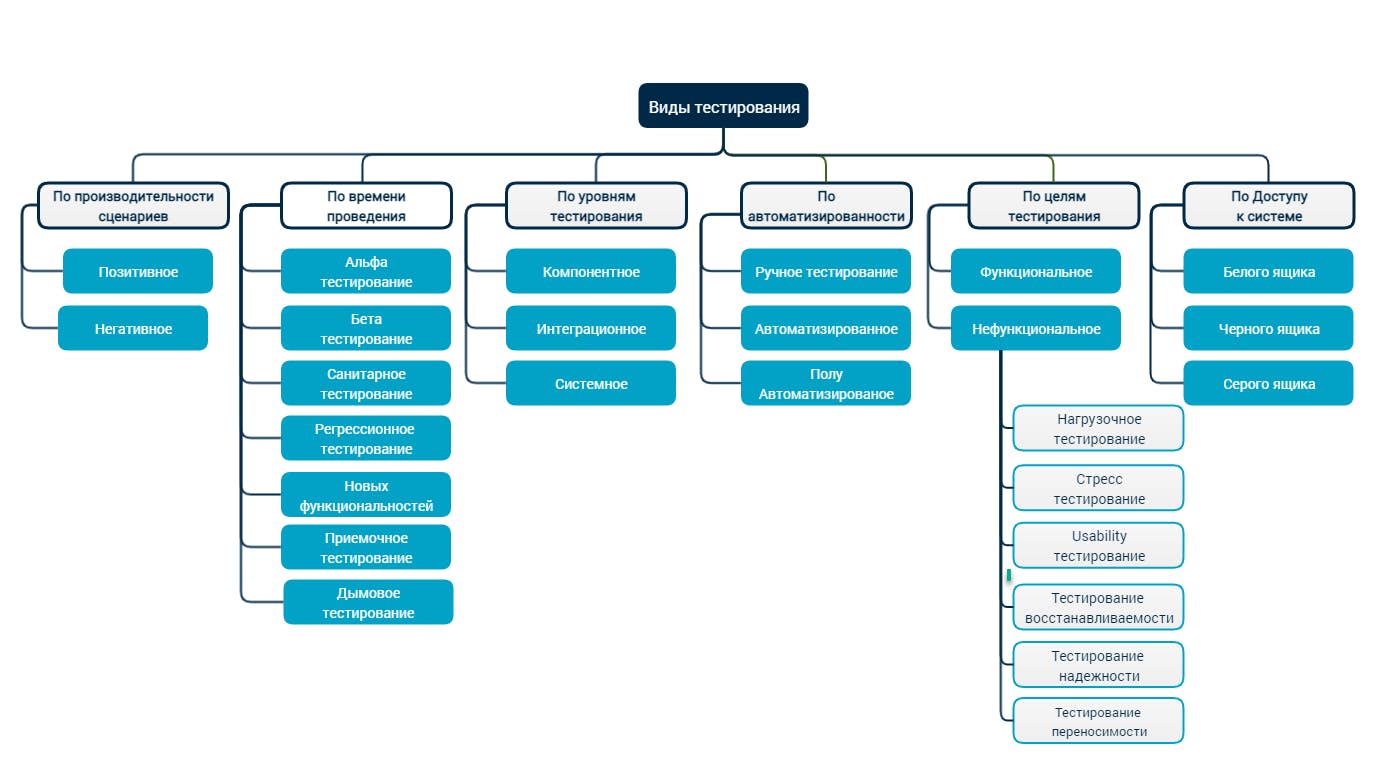 Виды тестирования
По производительности
сценариев
Позитивное
Негативное
По времени
проведения
Альфа
тестирование
Бета
тестирование
Санитарное
тестирование
Регрессионное
тестирование
Новых
функциональностей
Приемочное
тестирование
Дымовое
тестирование
По уровням
тестирования
Компонентное
Интеграционное
Системное
По
автоматизированности
Ручное тестирование
Автоматизированное
Полу
Автоматизированое
По целям
тестирования
Функциональное
Нефункциональное
Нагрузочное
тестирование
Стресс
тестирование
Usability
тестирование
Тестирование
восстанавливаемости
Тестирование
надежности
Тестирование
переносимости
По Доступу
к системе
Белого ящика
Черного ящика
Серого ящика